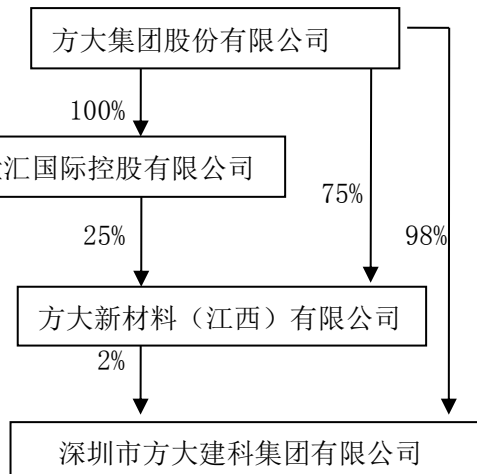 方大集团股份有限公司
100%
汇国际控股有限公司
75%
25%
98%
方大新材料（江西）有限公司
2%
深圳市方大建科集团有限公司